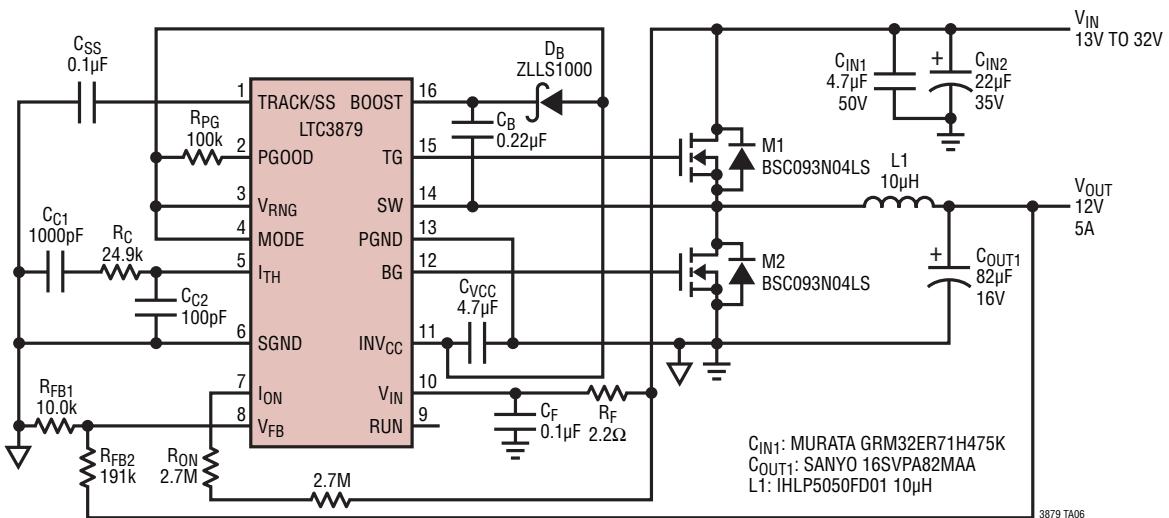 CSS
0.1µF
RPG
100k
CC1
1000pF
RC
24.9k
CC2
100pF
RFB1
10.0k
RFB2
191k
RON
2.7M
2.7M
LTC3879
1 TRACK/SS
2 PGOOD
3 VRNG
4 MODE
5 ITH
6 SGND
7 ION
8 VFB
BOOST 16
TG 15
SW 14
PGND 13
BG 12
INVCC 11
VIN 10
RUN 9
DB
ZLLS1000
CB
0.22µF
CVCC
4.7µF
CF
0.1µF
RF
2.2Ω
M1
BSC093N04LS
M2
BSC093N04LS
VIN
13V TO 32V
CIN1
4.7µF
50V
+
CIN2
22µF
35V
L1
10µH
VOUT
12V
5A
+
COUT1
82µF
16V
CIN1: MURATA GRM32ER71H475K
COUT1: SANYO 16SVPA82MAA
L1: IHLP5050FD01 10µH
3879 TA06